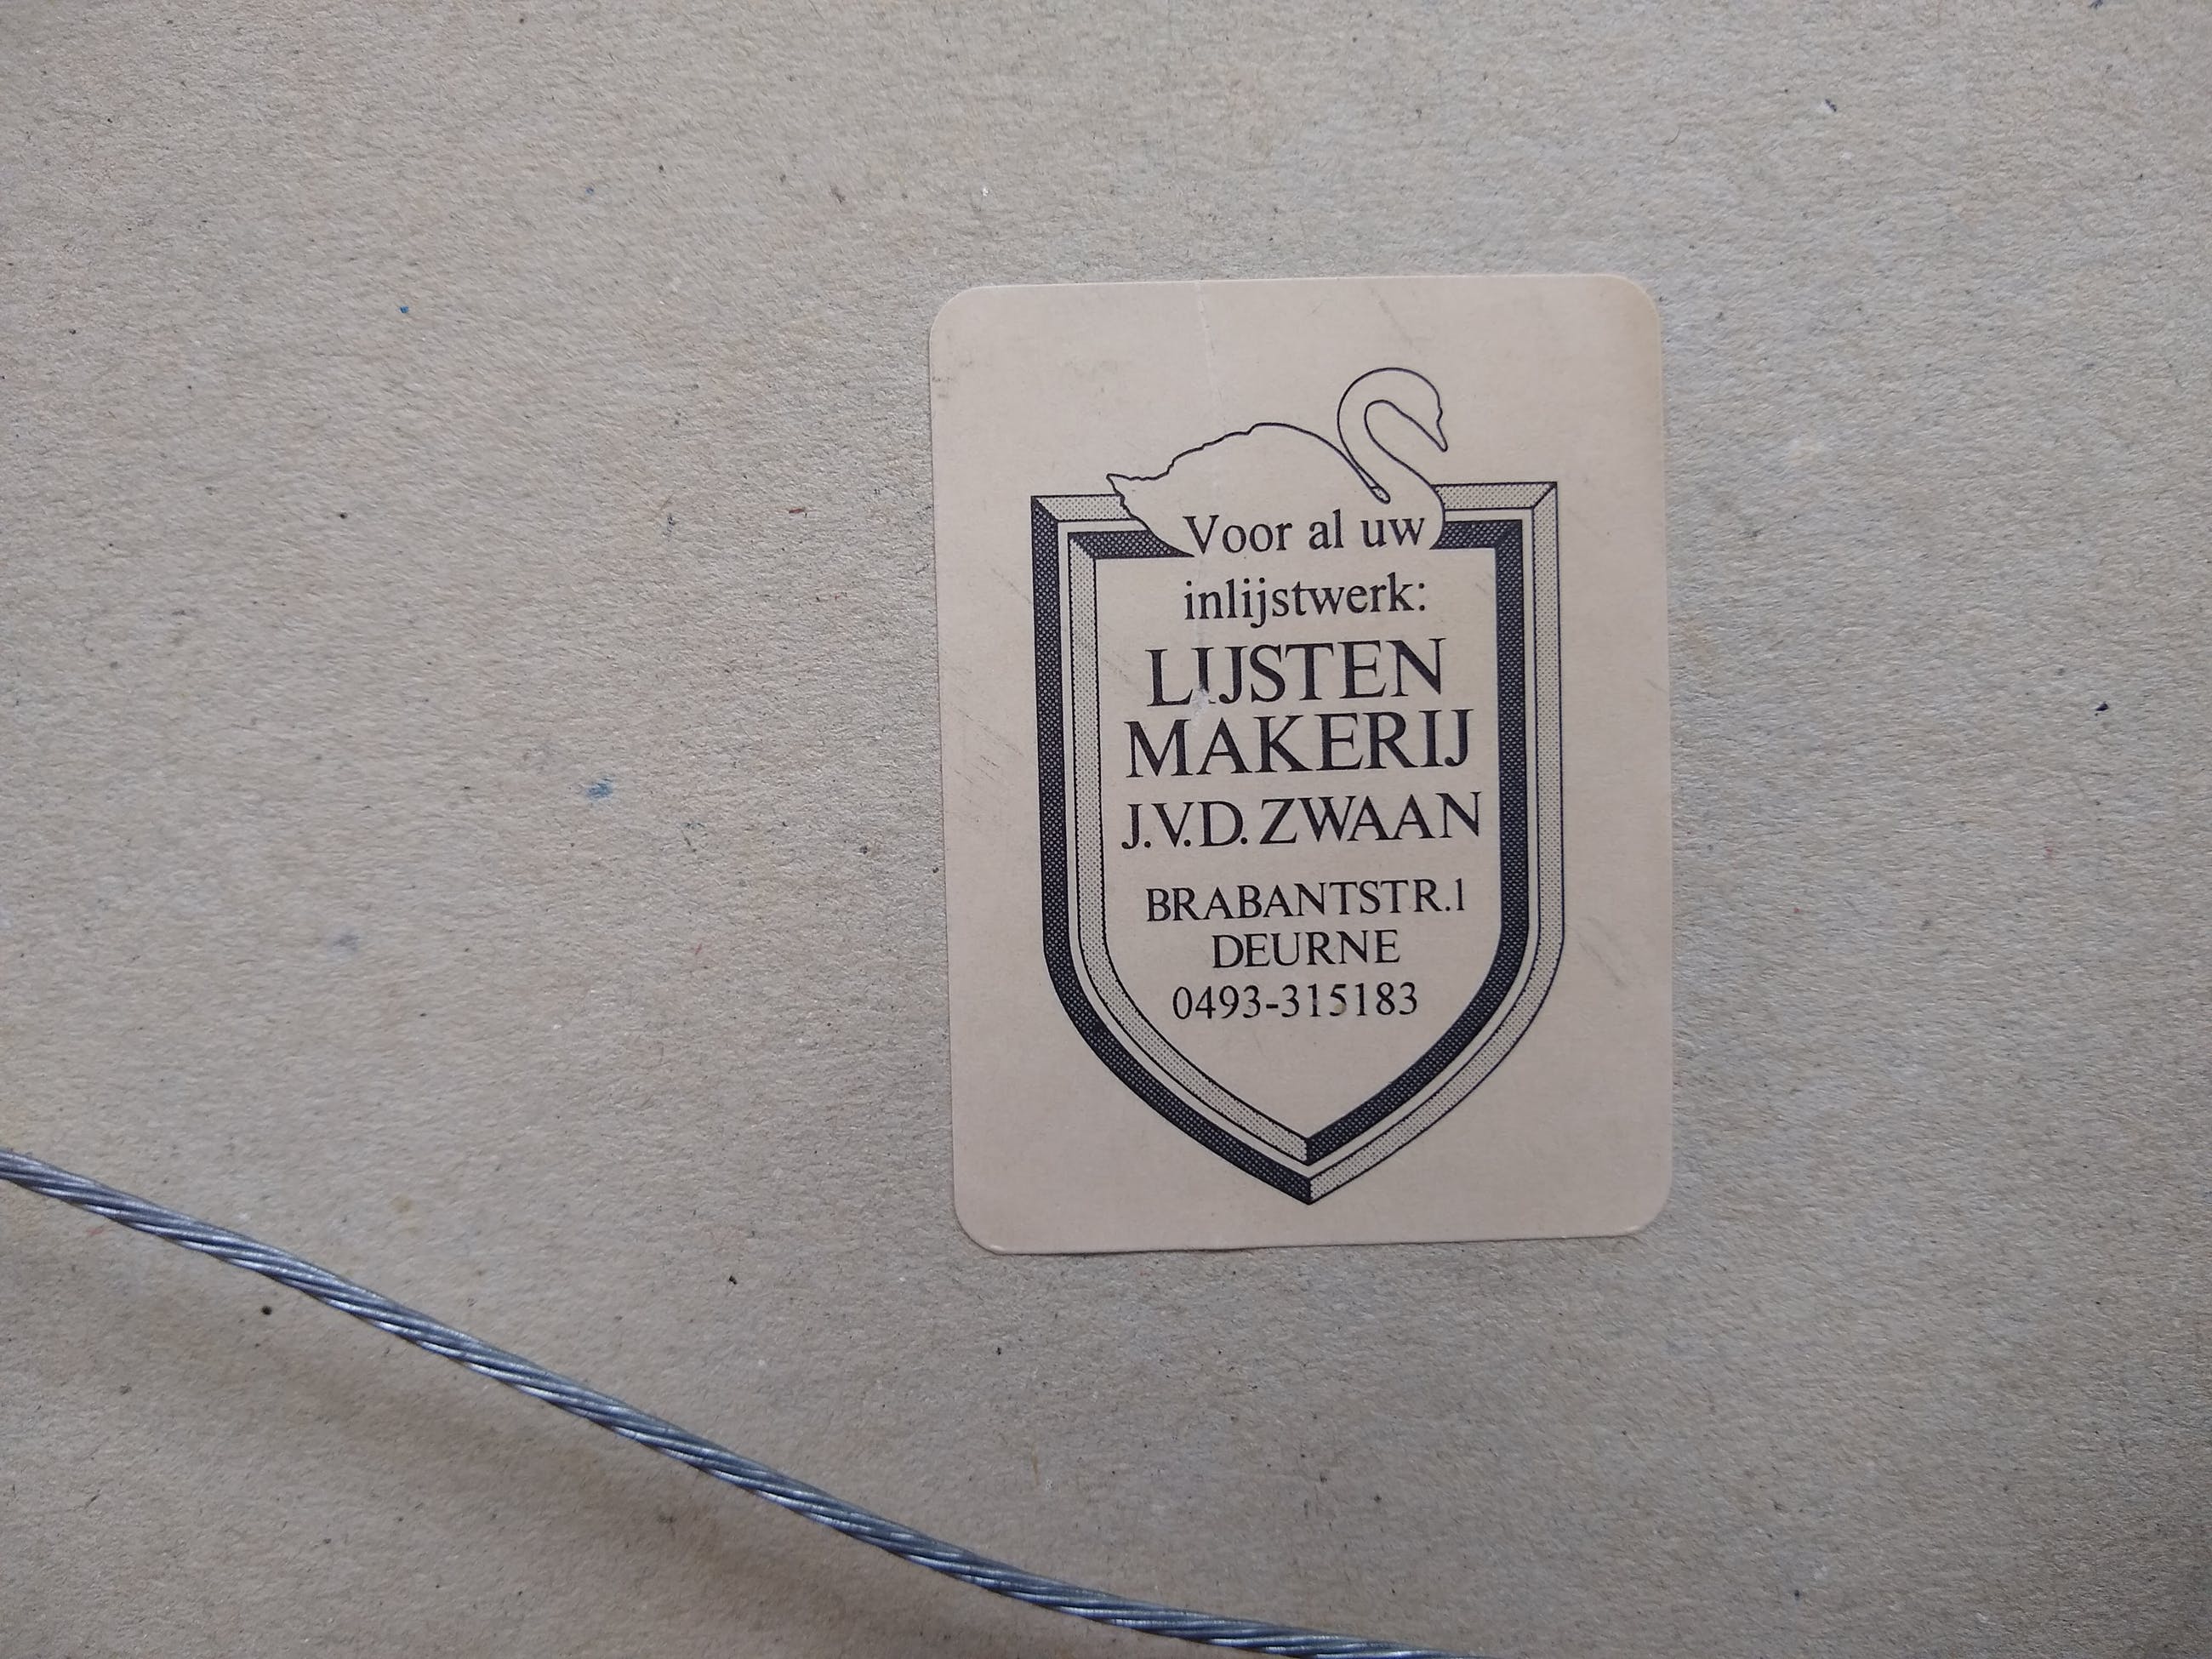 Voor al uw
inlijstwerk:
LIJSTEN
MAKERIJ
J.V.D. ZWAAN
BRABANTSTR.1
DEURNE
0493-315183